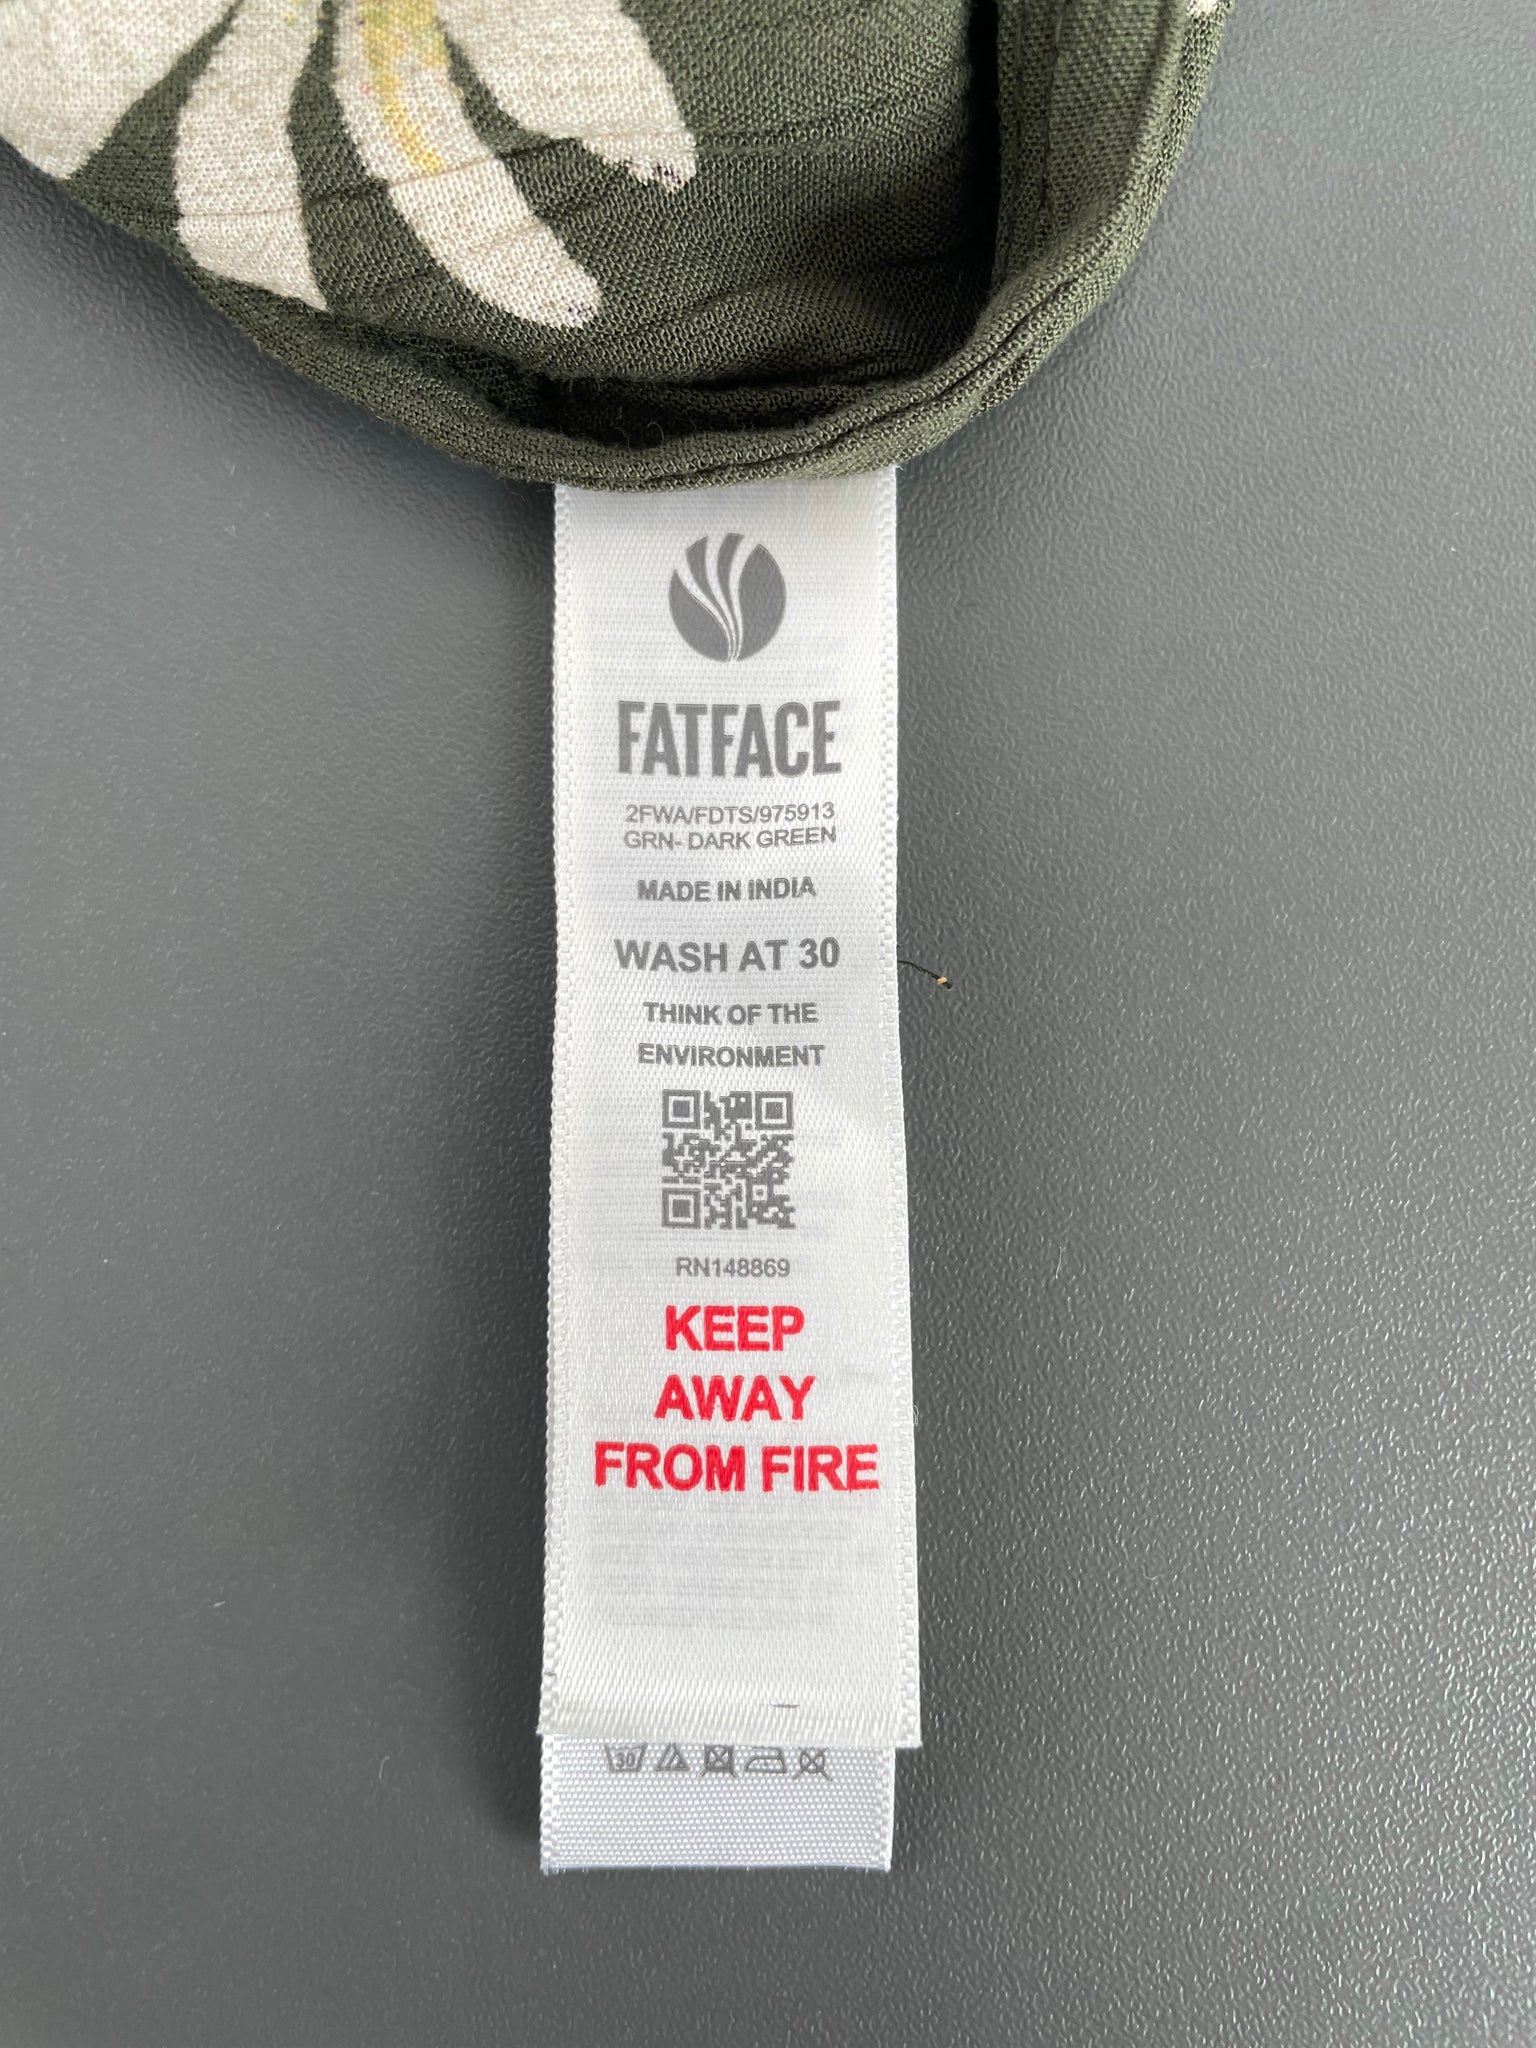 FATFACE
2FWA/FDTS/975913
GRN- DARK GREEN
MADE IN INDIA
WASH AT 30
THINK OF THE
ENVIRONMENT
RN148869
KEEP
AWAY
FROM FIRE
30